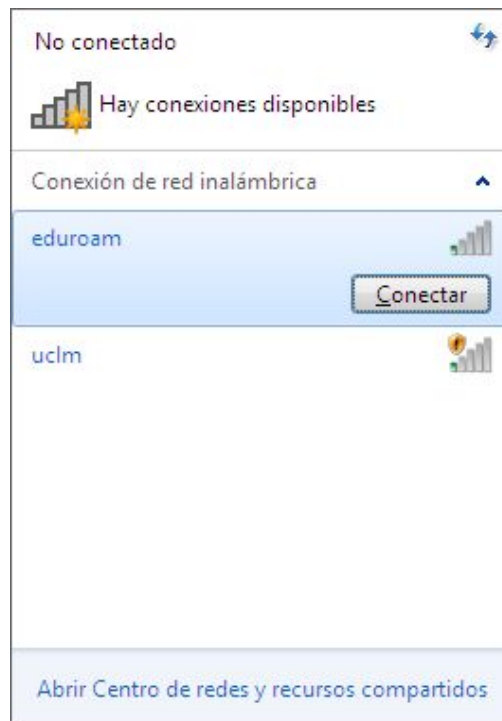 No conectado
Hay conexiones disponibles
Conexión de red inalámbrica
eduroam
Conectar
uclm
Abrir Centro de redes y recursos compartidos